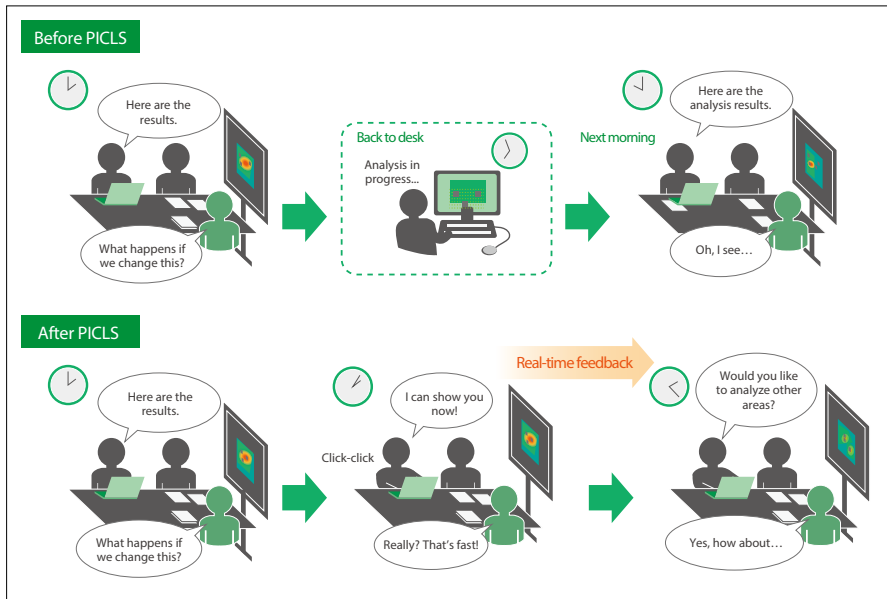 Before PICLS
Here are the
results.
What happens if
we change this?
Back to desk
Analysis in
progress...
Next morning
Here are the
analysis results.
Oh, I see…
After PICLS
Here are the
results.
What happens if
we change this?
Click-click
I can show you
now!
Really? That's fast!
Real-time feedback
Would you like
to analyze other
areas?
Yes, how about…